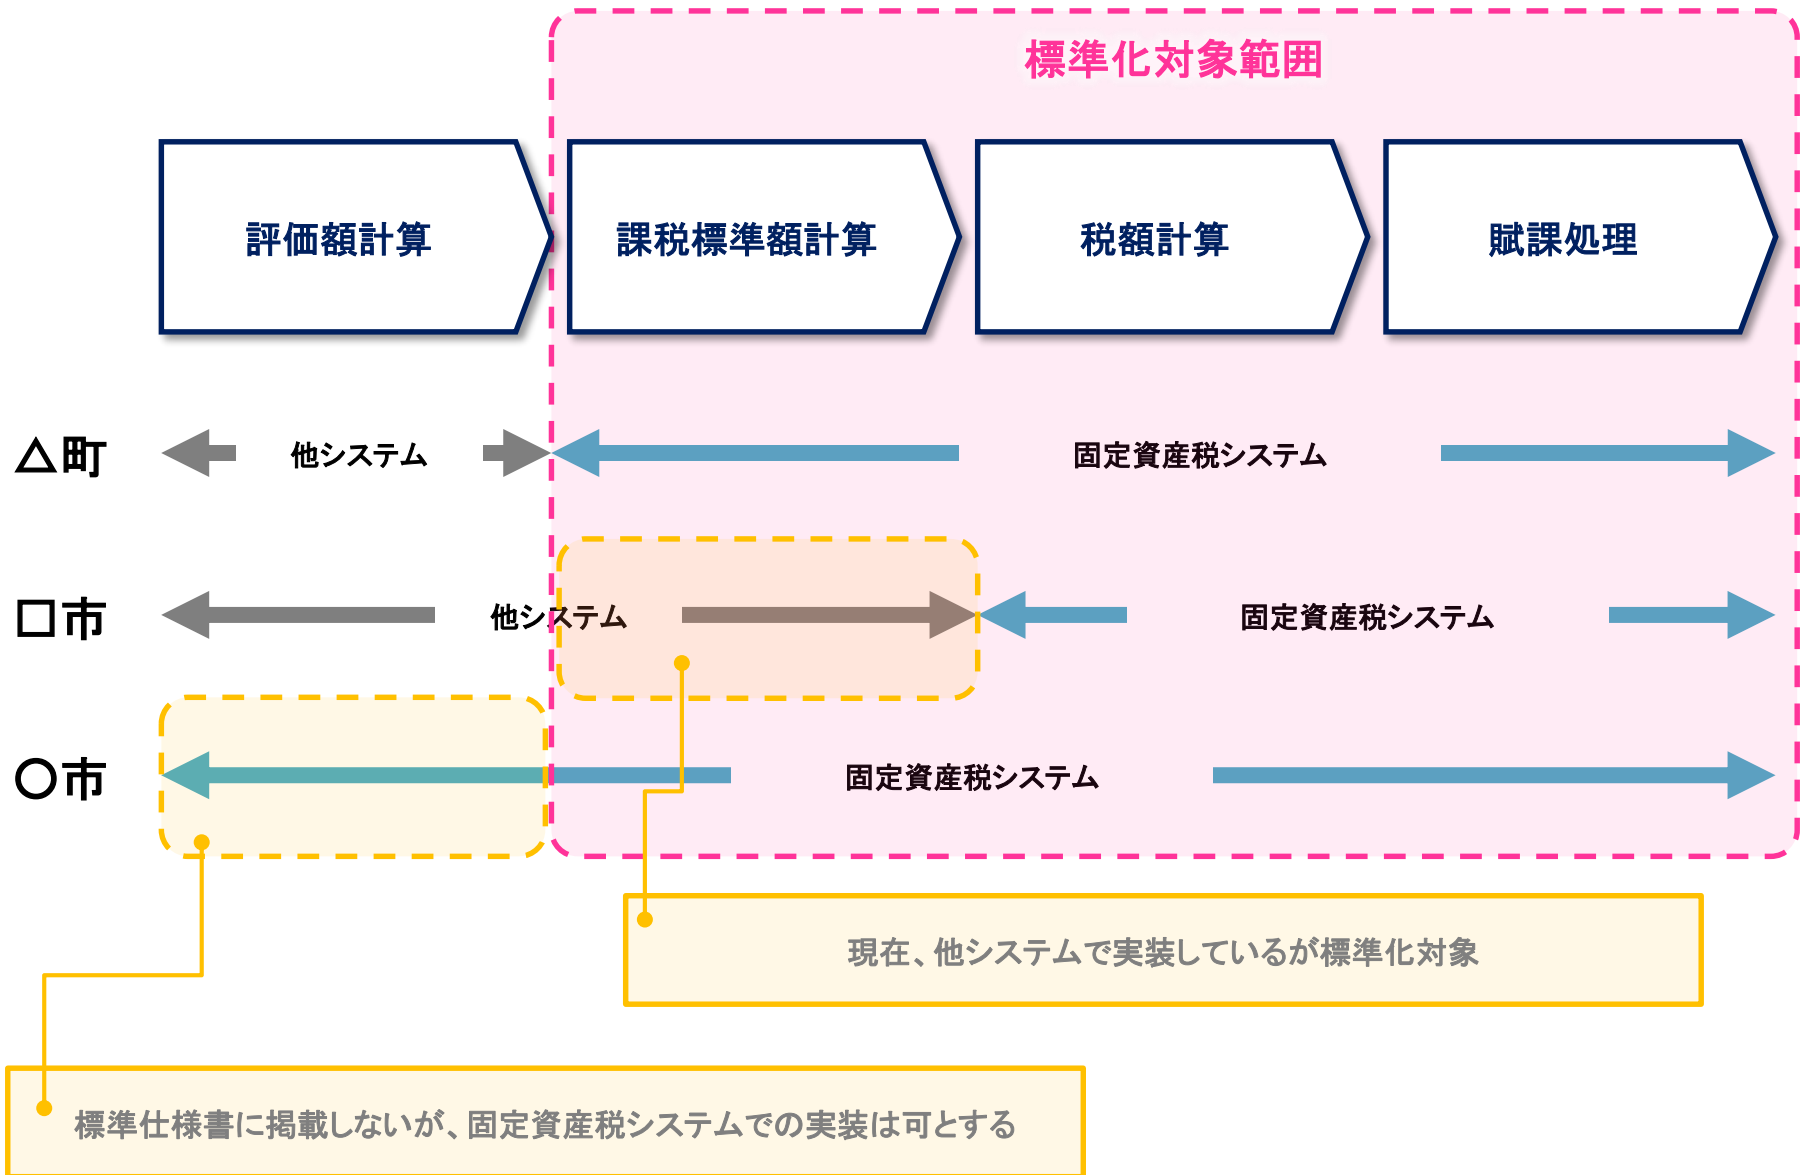 標準化対象範囲
評価額計算
課税標準額計算
税額計算
賦課処理
△町
他システム
固定資産税システム
□市
他システム
固定資産税システム
○市
固定資産税システム
現在、他システムで実装しているが標準化対象
標準仕様書に掲載しないが、固定資産税システムでの実装は可とする